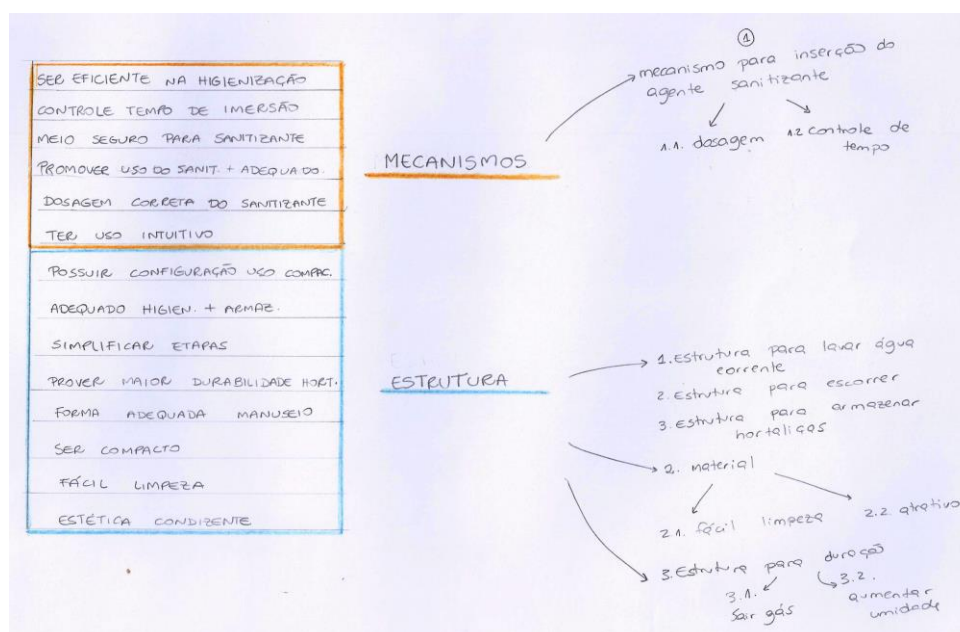 SER EFICIENTE NA HIGIENIZAÇÃO
CONTROLE TEMPO DE IMERSÃO
MEIO SEGURO PARA SANITIZANTE
PROMOVER USO DO SANIT. + ADEQUADO.
DOSAGEM CORRETA DO SANITIZANTE
TER USO INTUITIVO
POSSUIR CONFIGURAÇÃO USO COMPAC.
ADEQUADO HIGIEN. + ARMAZ.
SIMPLIFICAR ETAPAS
PROVER MAIOR DURABILIDADE HORT.
FORMA ADEQUADA MANUSEIO
SER COMPACTO
FÁCIL LIMPEZA
ESTÉTICA CONDIZENTE
MECANISMOS
1
mecanismo para inserção do
agente sanitizante
1.1. dosagem
1.2 controle de
tempo
ESTRUTURA
1. Estrutura para lavar água
corrente
2. Estrutura para escorrer
3. Estrutura para armazenar
hortaliças
2. material
2.1. fácil limpeza
2.2. atrativo
3. Estrutura para duração
3.1.
Sair gás
3.2.
aumentar
umidade